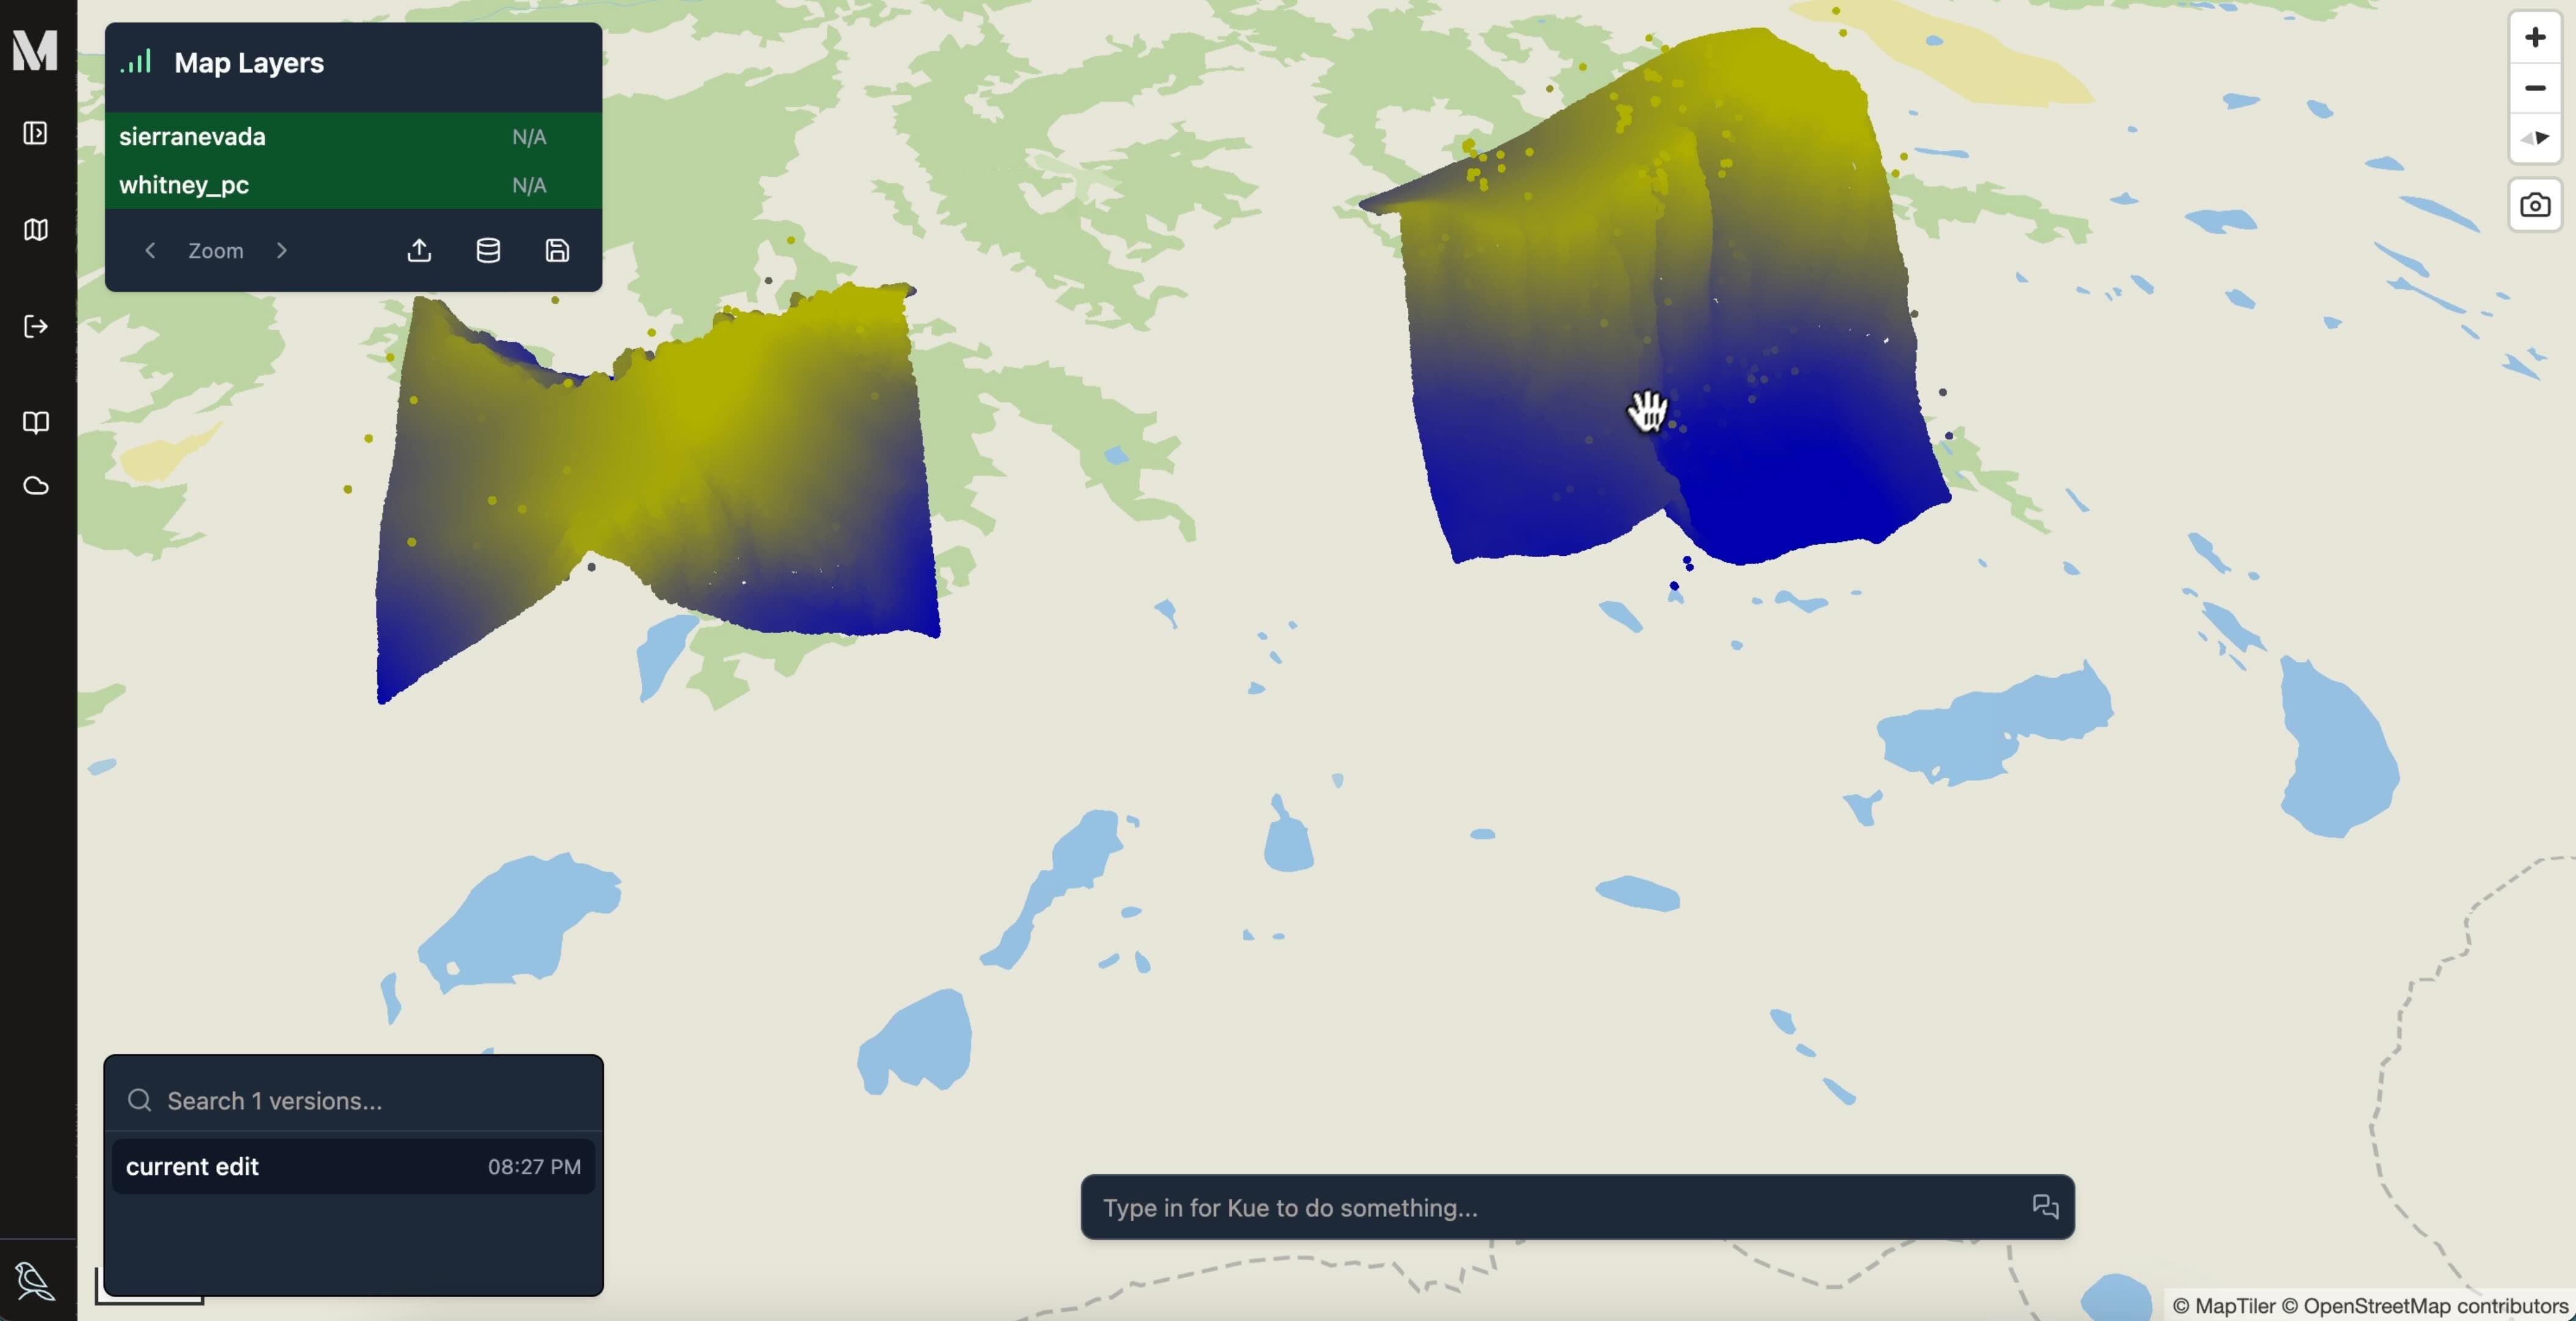 Map Layers
sierranevada N/A
whitney_pc N/A
Zoom
Search 1 versions...
current edit 08:27 PM
Type in for Kue to do something...
© MapTiler © OpenStreetMap contributors